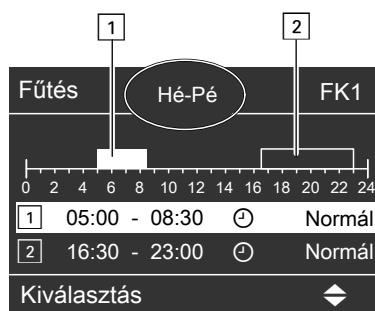 1 2
Fűtés Hé-Pé FK1
0 2 4 6 8 10 12 14 16 18 20 22 24
1 05:00 - 08:30 Normál
2 16:30 - 23:00 Normál
Kiválasztás